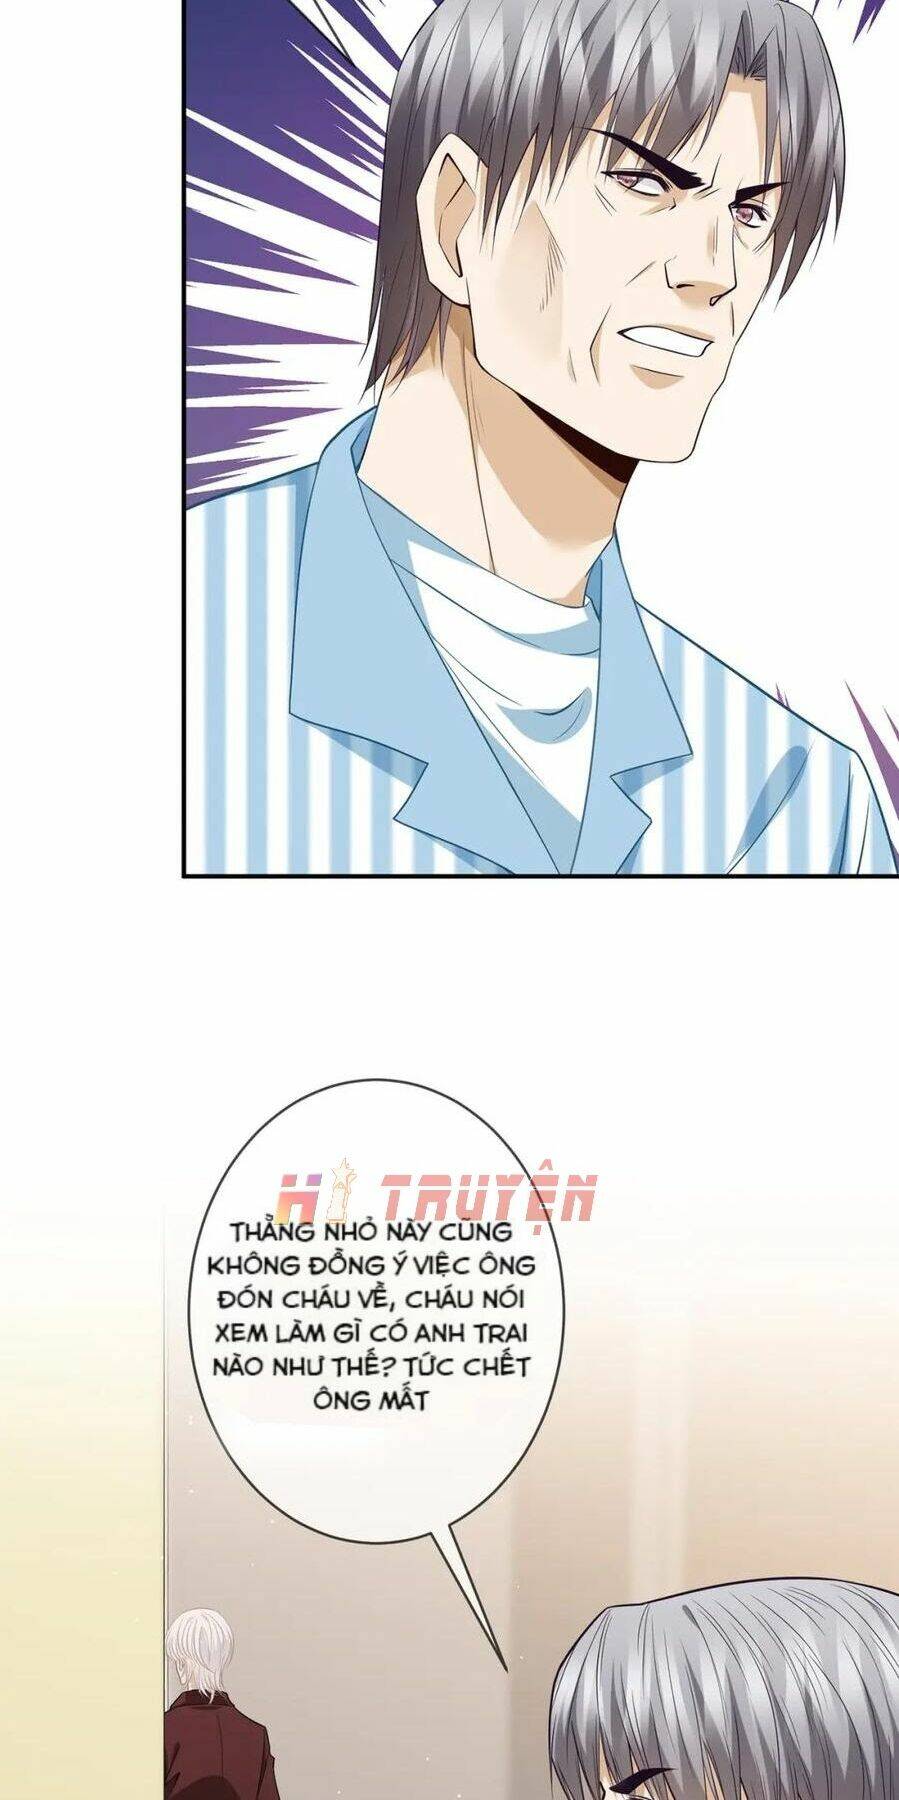 HI TRUYỆN
THẰNG NHỎ NÀY CŨNG
KHÔNG ĐỒNG Ý VIỆC ÔNG
ĐÓN CHÁU VỀ, CHÁU NÓI
XEM LÀM GÌ CÓ ANH TRAI
NÀO NHƯ THẾ? TỨC CHẾT
ÔNG MẤT